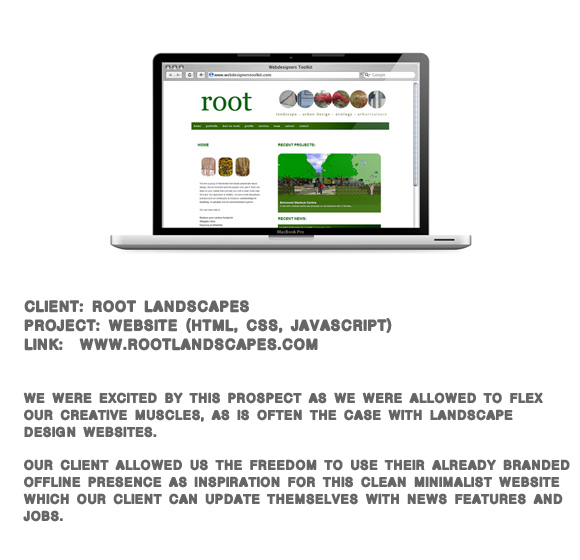 Webdesigners Toolkit
www.webdesignerstoolkit.com
Google
root
landscape - urban design - ecology - arboriculture
HOME
RECENT PROJECTS:
RECENT NEWS:
MacBook Pro
CLIENT: ROOT LANDSCAPES
PROJECT: WEBSITE (HTML, CSS, JAVASCRIPT)
LINK: WWW.ROOTLANDSCAPES.COM
WE WERE EXCITED BY THIS PROSPECT AS WE WERE ALLOWED TO FLEX
OUR CREATIVE MUSCLES, AS IS OFTEN THE CASE WITH LANDSCAPE
DESIGN WEBSITES.
OUR CLIENT ALLOWED US THE FREEDOM TO USE THEIR ALREADY BRANDED
OFFLINE PRESENCE AS INSPIRATION FOR THIS CLEAN MINIMALIST WEBSITE
WHICH OUR CLIENT CAN UPDATE THEMSELVES WITH NEWS FEATURES AND
JOBS.